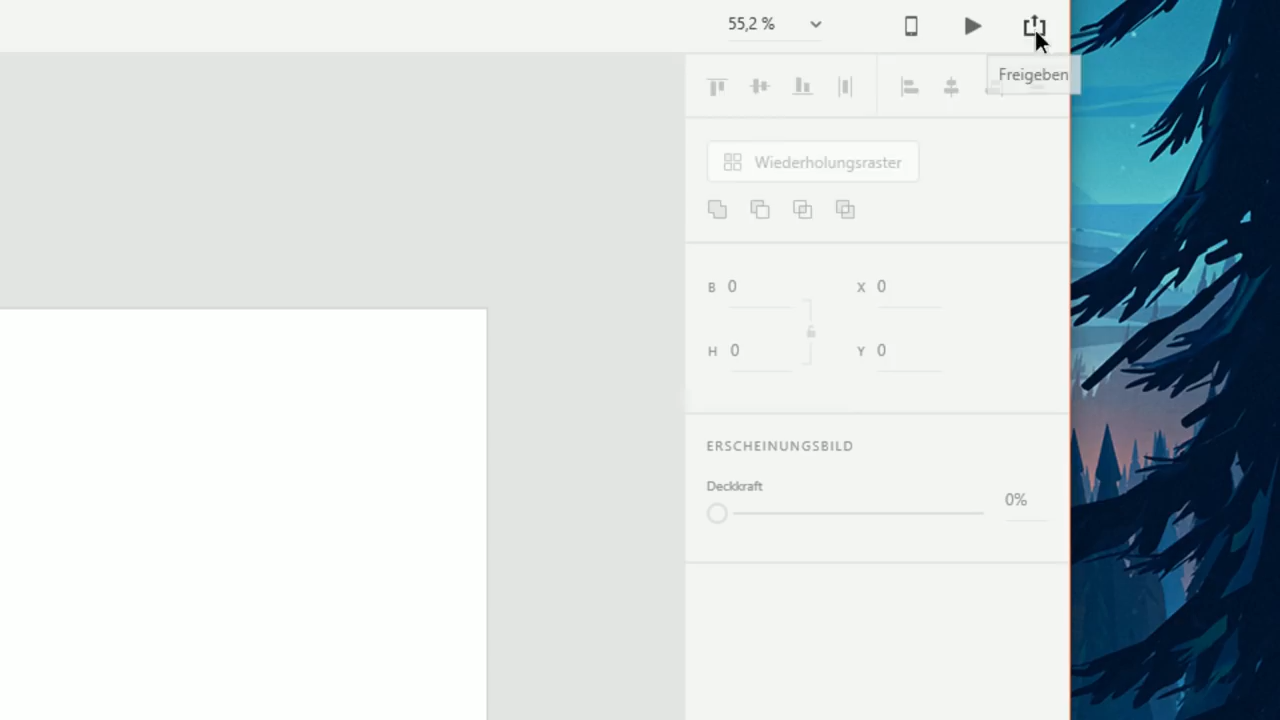 55,2 %
Freigeben
Wiederholungsraster
B 0
X 0
H 0
Y 0
ERSCHEINUNGSBILD
Deckkraft
0%